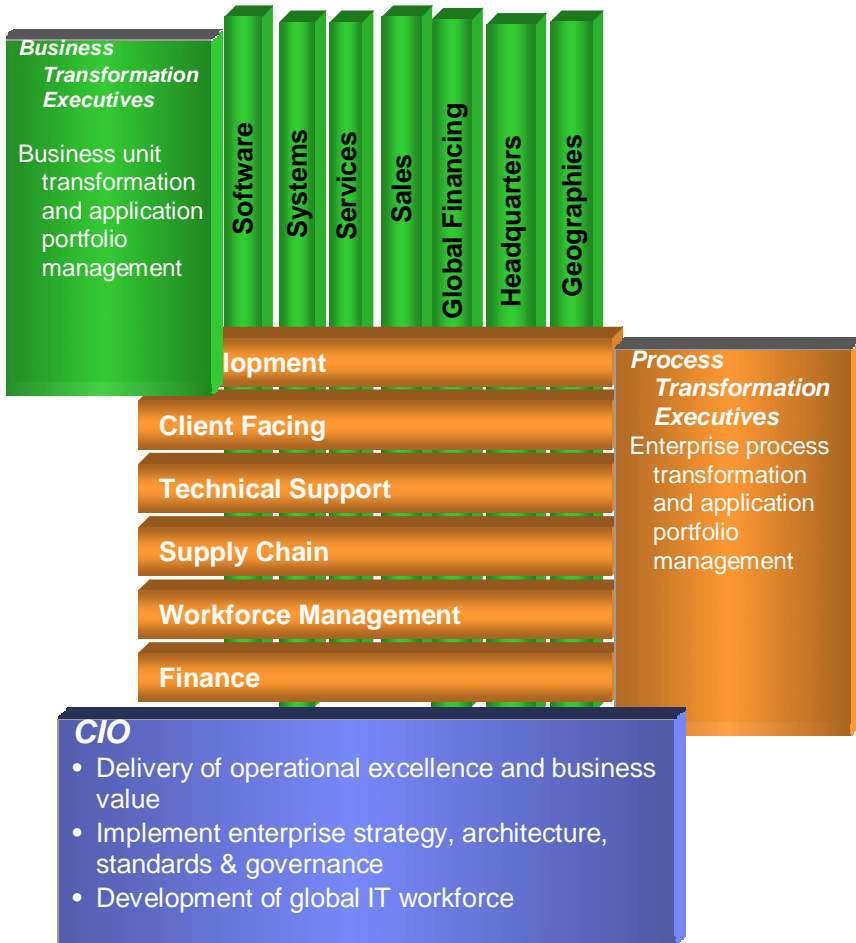 Business
Transformation
Executives
Business unit
transformation
and application
portfolio
management
Software
Systems
Services
Sales
Global Financing
Headquarters
Geographies
lopment
Client Facing
Technical Support
Supply Chain
Workforce Management
Finance
Process
Transformation
Executives
Enterprise process
transformation
and application
portfolio
management
CIO
• Delivery of operational excellence and business
value
• Implement enterprise strategy, architecture,
standards & governance
• Development of global IT workforce